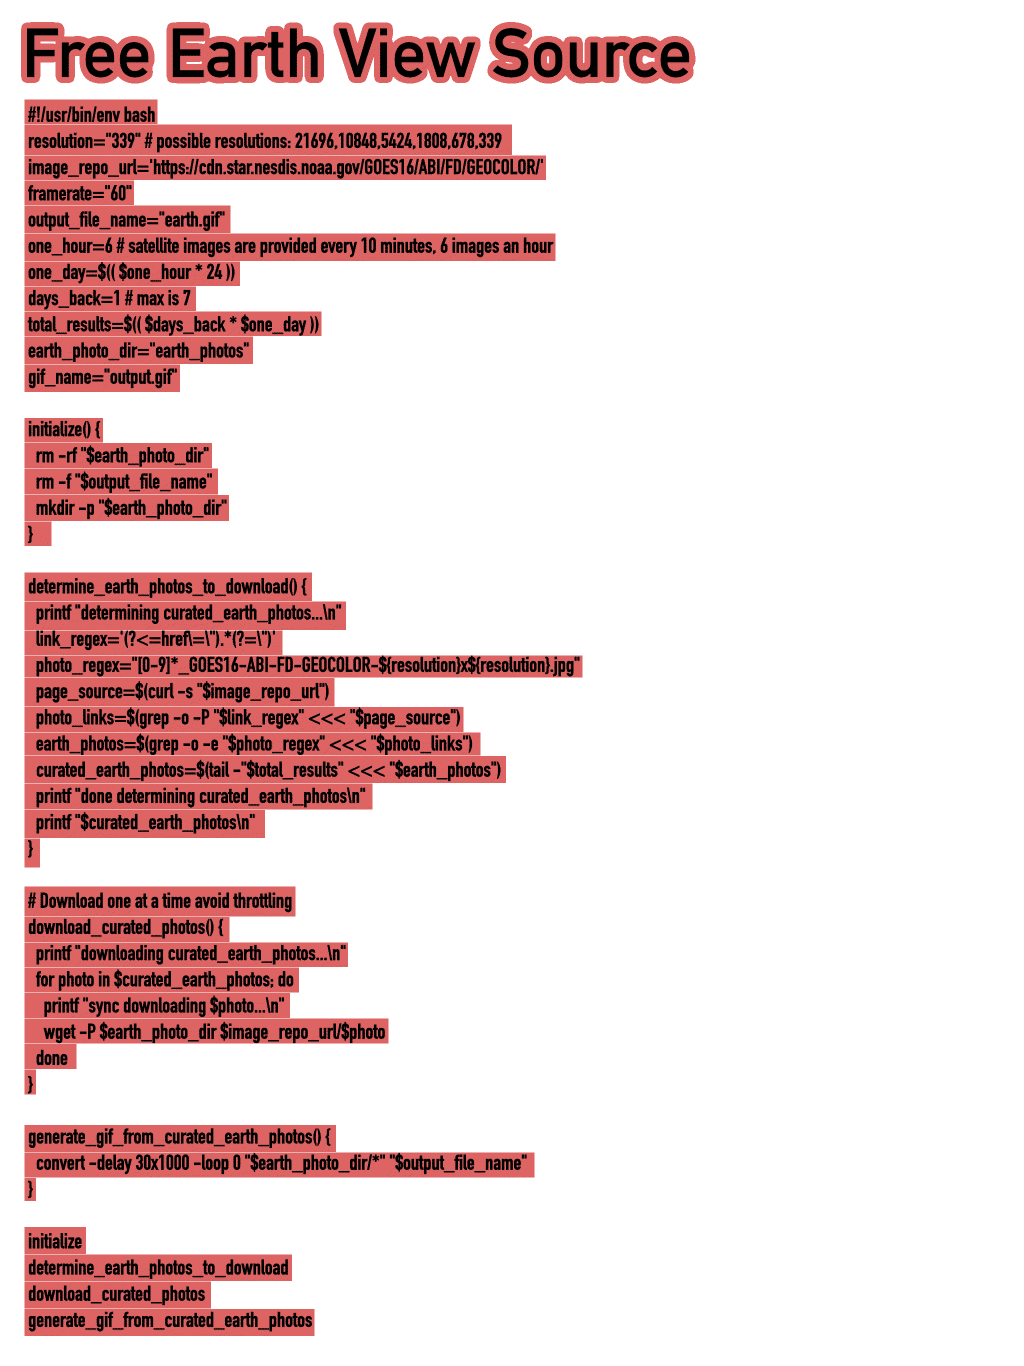 Free Earth View Source
#!/usr/bin/env bash
resolution="339" # possible resolutions: 21696,10848,5424,1808,678,339
image_repo_url='https://cdn.star.nesdis.noaa.gov/GOES16/ABI/FD/GEOCOLOR/'
framerate="60"
output_file_name="earth.gif"
one_hour=6 # satellite images are provided every 10 minutes, 6 images an hour
one_day=$(( $one_hour * 24 ))
days_back=1 # max is 7
total_results=$(( $days_back * $one_day ))
earth_photo_dir="earth_photos"
gif_name="output.gif"

initialize() {
  rm -rf "$earth_photo_dir"
  rm -f "$output_file_name"
  mkdir -p "$earth_photo_dir"
}

determine_earth_photos_to_download() {
  printf "determining curated_earth_photos...\n"
  link_regex='(?<=href\=\").*(?=\")'
  photo_regex="[0-9]*_GOES16-ABI-FD-GEOCOLOR-${resolution}x${resolution}.jpg"
  page_source=$(curl -s "$image_repo_url")
  photo_links=$(grep -o -P "$link_regex" <<< "$page_source")
  earth_photos=$(grep -o -e "$photo_regex" <<< "$photo_links")
  curated_earth_photos=$(tail -"$total_results" <<< "$earth_photos")
  printf "done determining curated_earth_photos\n"
  printf "$curated_earth_photos\n"
}

# Download one at a time avoid throttling
download_curated_photos() {
  printf "downloading curated_earth_photos...\n"
  for photo in $curated_earth_photos; do
    printf "sync downloading $photo...\n"
    wget -P $earth_photo_dir $image_repo_url/$photo
  done
}

generate_gif_from_curated_earth_photos() {
  convert -delay 30x1000 -loop 0 "$earth_photo_dir/*" "$output_file_name"
}

initialize
determine_earth_photos_to_download
download_curated_photos
generate_gif_from_curated_earth_photos